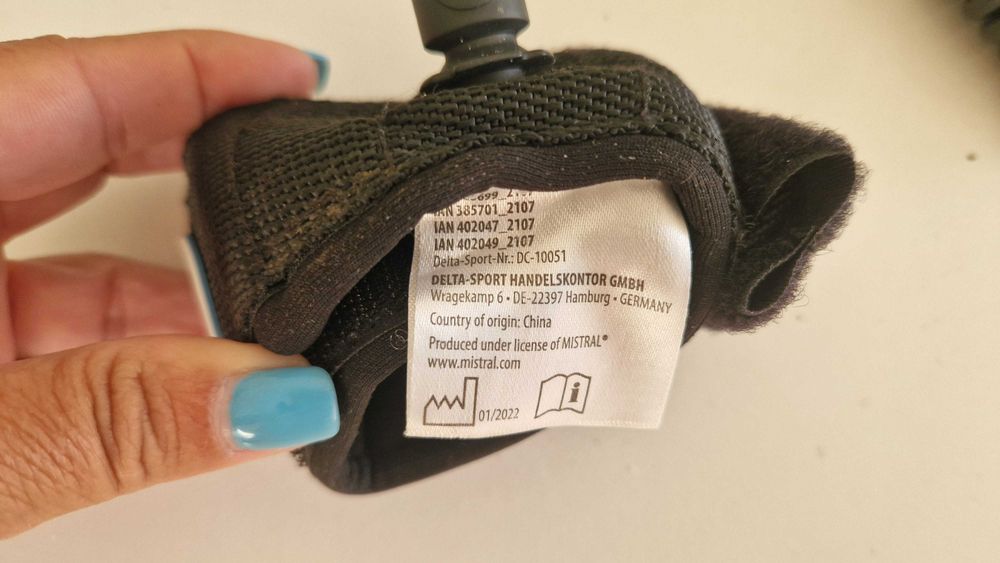 IAN 385701_2107
IAN 402047_2107
IAN 402049_2107
Delta-Sport-Nr.: DC-10051
DELTA-SPORT HANDELSKONTOR GMBH
Wragekamp 6 • DE-22397 Hamburg • GERMANY
Country of origin: China
Produced under license of MISTRAL®
www.mistral.com
01/2022